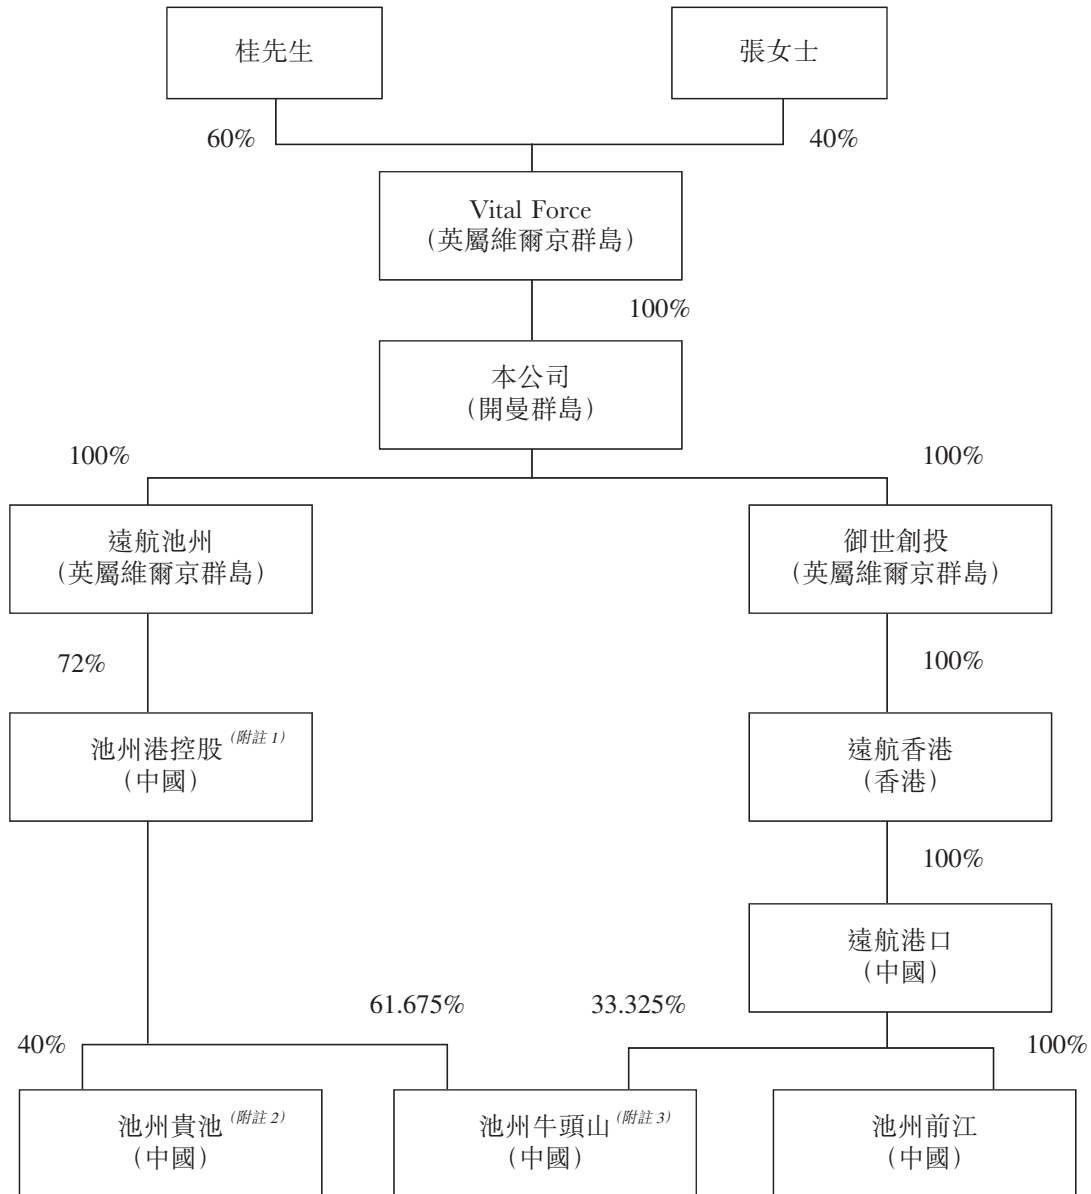 桂先生
張女士
60%
40%
Vital Force
(英屬維爾京群島)
100%
本公司
(開曼群島)
100%
100%
遠航池州
(英屬維爾京群島)
御世創投
(英屬維爾京群島)
72%
100%
池州港控股(附註 1)
(中國)
遠航香港
(香港)
100%
遠航港口
(中國)
61.675%
33.325%
40%
100%
池州貴池(附註 2)
(中國)
池州牛頭山(附註 3)
(中國)
池州前江
(中國)